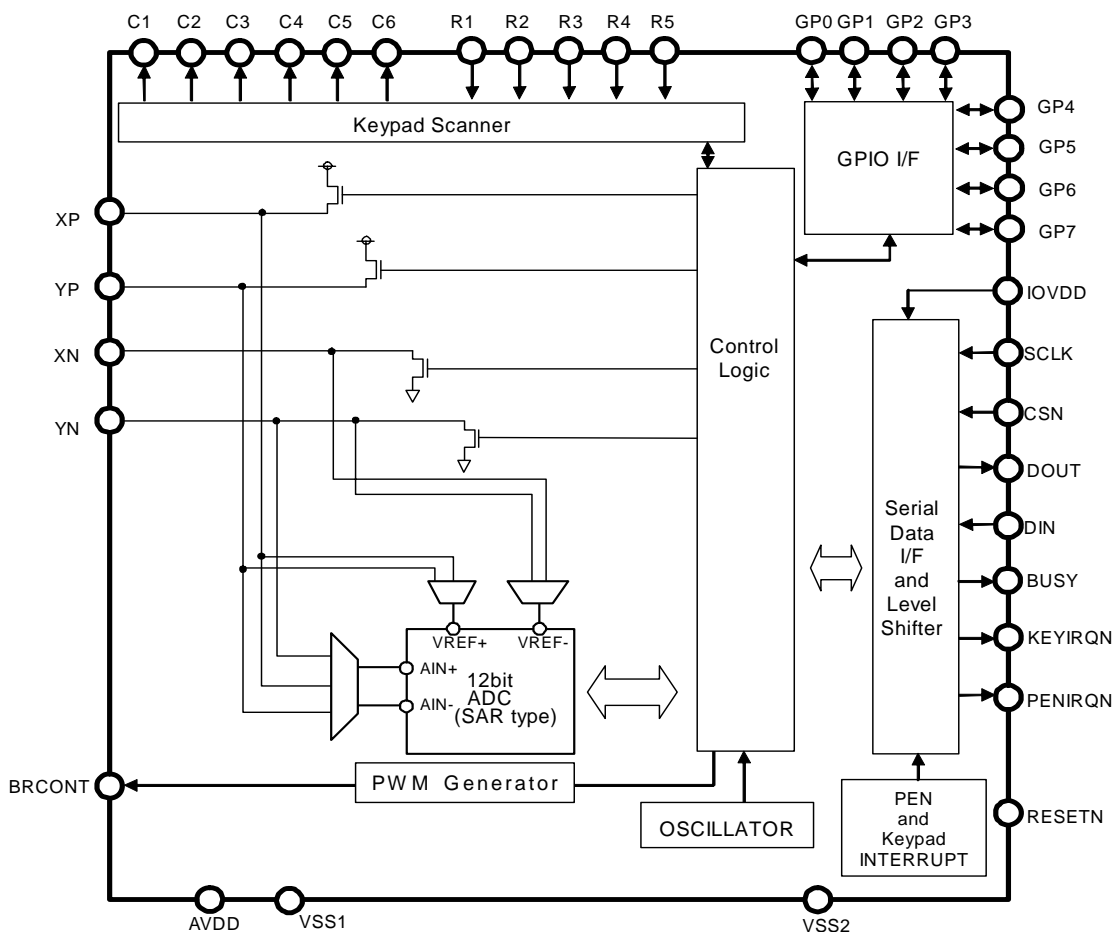 C1 C2 C3 C4 C5 C6 R1 R2 R3 R4 R5 GP0 GP1 GP2 GP3
Keypad Scanner
GPIO I/F
GP4
GP5
GP6
GP7
XP
YP
XN
YN
IOVDD
SCLK
CSN
DOUT
DIN
BUSY
KEYIRQN
PENIRQN
Control
Logic
Serial
Data
I/F
and
Level
Shifter
VREF+ VREF-
AIN+
AIN-
12bit
ADC
(SAR type)
BRCONT
PWM Generator
OSCILLATOR
PEN
and
Keypad
INTERRUPT
RESETN
AVDD
VSS1
VSS2